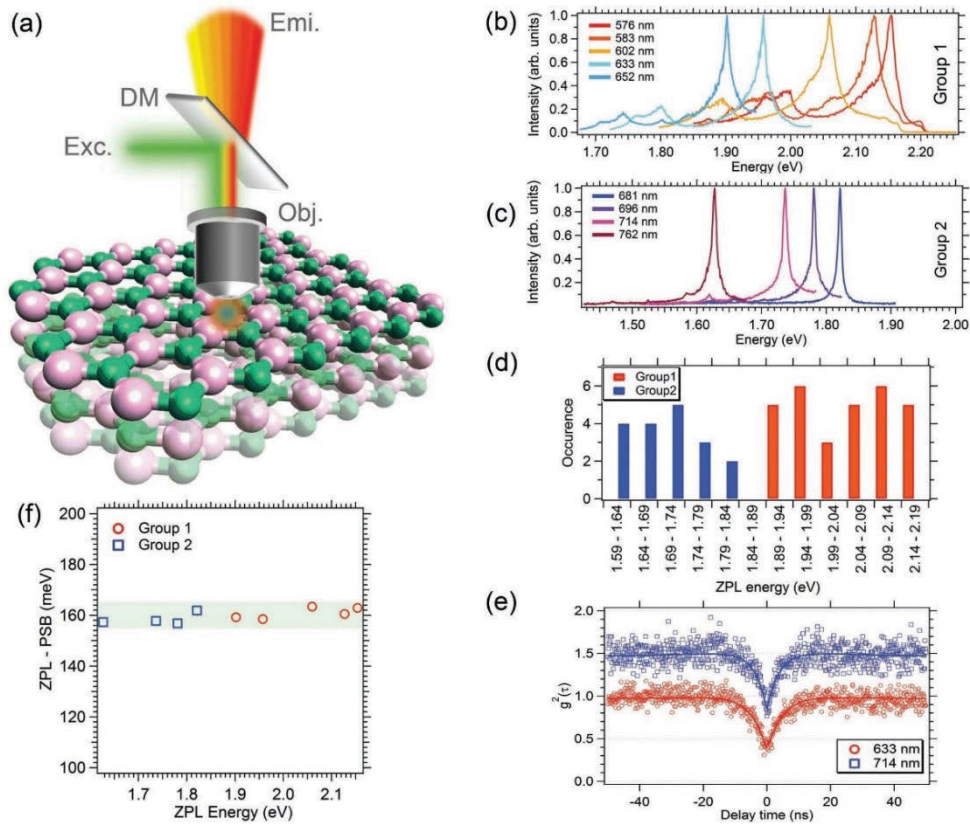 (a)
Emi.
DM
Exc.
Obj.
(b)
Intensity (arb. units)
1.0
0.8
0.6
0.4
0.2
0.0
576 nm
583 nm
602 nm
633 nm
652 nm
Group 1
1.70 1.80 1.90 2.00 2.10 2.20
Energy (eV)
(c)
Intensity (arb. units)
1.0
0.8
0.6
0.4
0.2
681 nm
696 nm
714 nm
762 nm
Group 2
1.50 1.60 1.70 1.80 1.90 2.00
Energy (eV)
(d)
Occurence
6
4
2
0
Group1
Group2
1.59 - 1.64
1.64 - 1.69
1.69 - 1.74
1.74 - 1.79
1.79 - 1.84
1.84 - 1.89
1.89 - 1.94
1.94 - 1.99
1.99 - 2.04
2.04 - 2.09
2.09 - 2.14
2.14 - 2.19
ZPL energy (eV)
(e)
g²(τ)
2.0
1.5
1.0
0.5
0.0
633 nm
714 nm
-40 -20 0 20 40
Delay time (ns)
(f)
ZPL - PSB (meV)
200
180
160
140
120
100
Group 1
Group 2
1.7 1.8 1.9 2.0 2.1
ZPL Energy (eV)